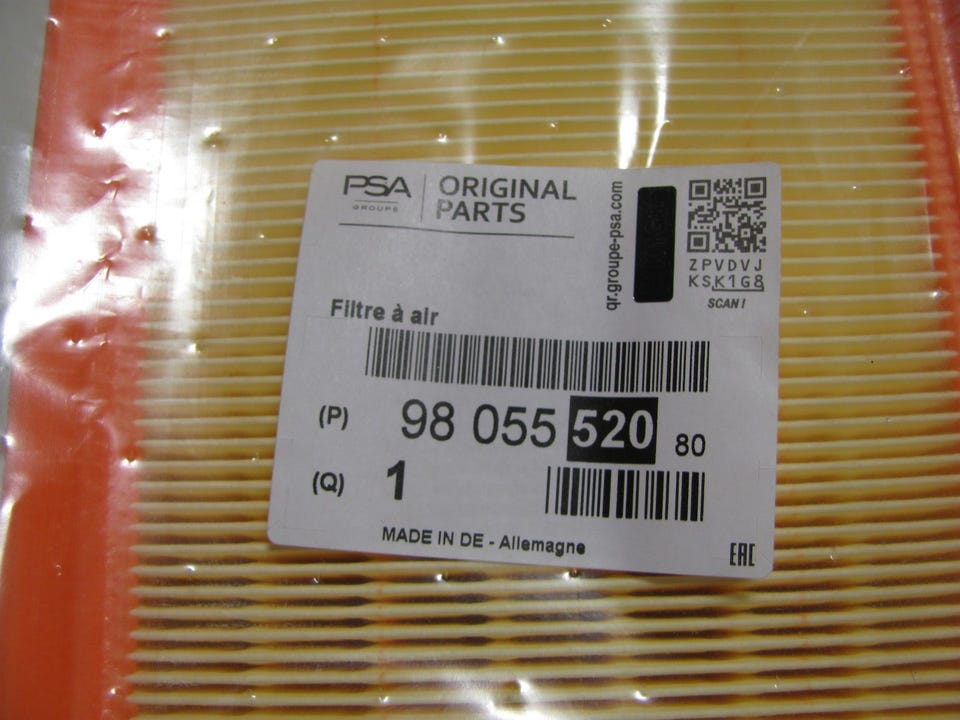 PSA
GROUPE
ORIGINAL
PARTS
qr.groupe-psa.com
ZPVDVJ
KSK1G8
SCAN!
Filtre à air
(P) 98 055 520 80
(Q) 1
MADE IN DE - Allemagne
EAC